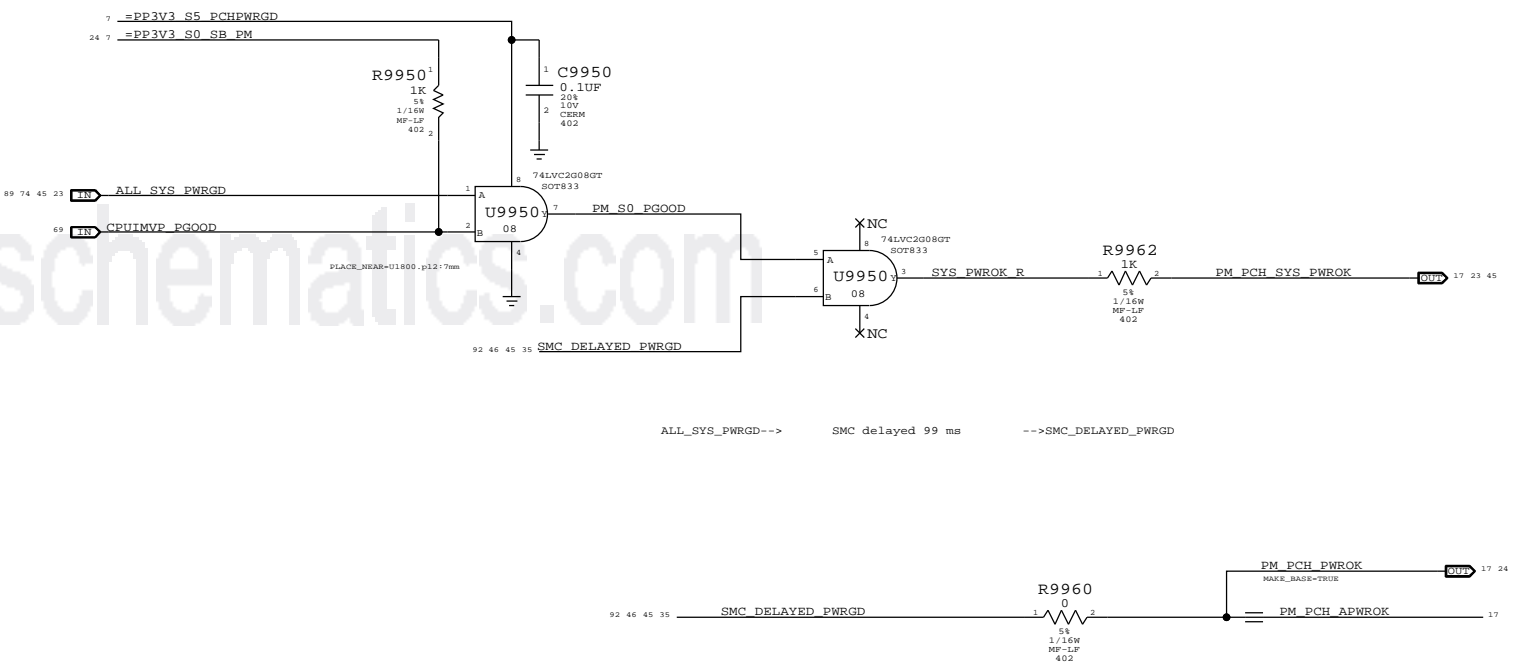 7 =PP3V3_S5_PCHPWRGD
24 7 =PP3V3_S0_SB_PM
R9950
1
1K
5%
1/16W
MF-LF
402
2
1
C9950
0.1UF
20%
10V
CERM
402
2
89 74 45 23 IN ALL_SYS_PWRGD
69 IN CPUIMVP_PGOOD
74LVC2G08GT
SOT833
8
1 A
U9950
Y 7
08
2 B
4
PM_S0_PGOOD
PLACE_NEAR=U1800.p12:7mm
schematics.com
NC
74LVC2G08GT
SOT833
8
5 A
U9950
Y 3
08
6 B
4
NC
SYS_PWROK_R
R9962
1K
1 2
5%
1/16W
MF-LF
402
PM_PCH_SYS_PWROK
OUT 17 23 45
92 46 45 35 SMC_DELAYED_PWRGD
ALL_SYS_PWRGD--> SMC delayed 99 ms -->SMC_DELAYED_PWRGD
PM_PCH_PWROK
OUT 17 24
MAKE_BASE=TRUE
92 46 45 35 SMC_DELAYED_PWRGD
R9960
0
1 2
5%
1/16W
MF-LF
402
PM_PCH_APWROK 17